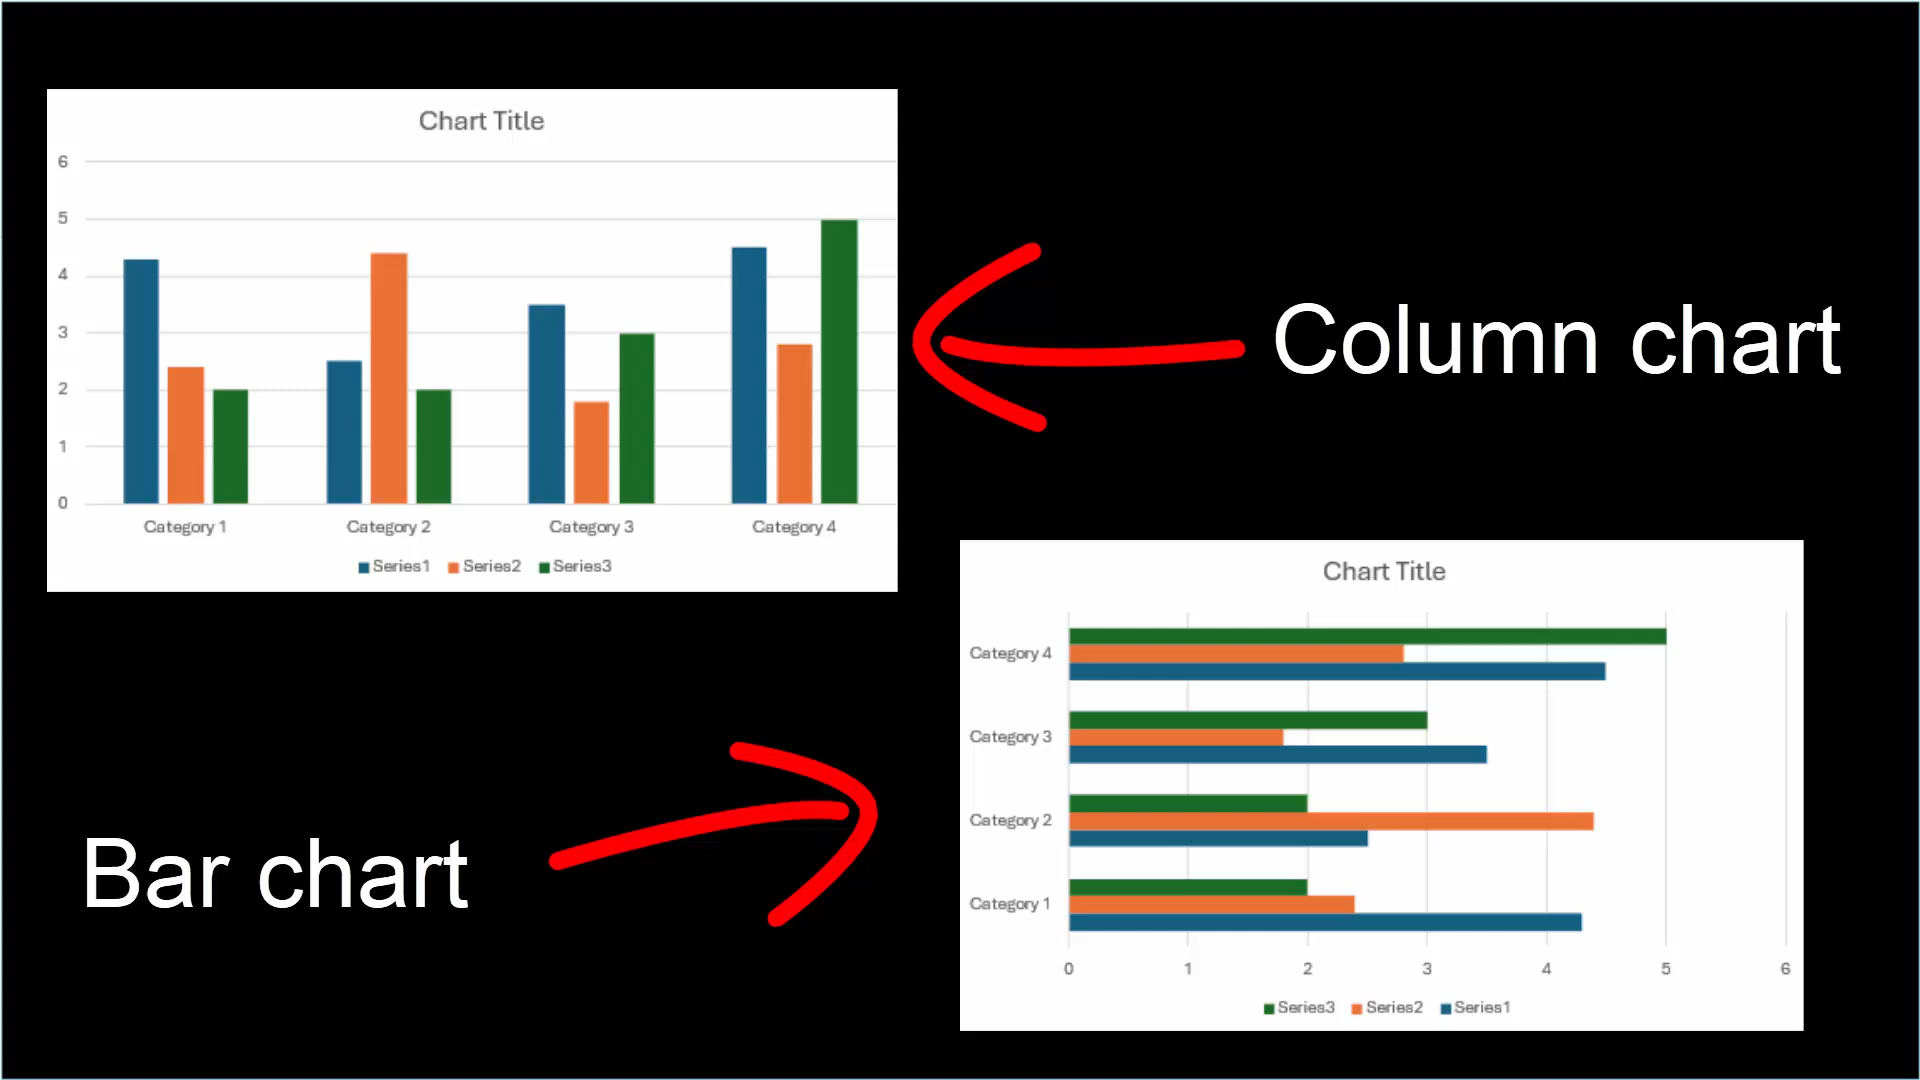 Chart Title
6
5
4
3
2
1
0
Category 1 Category 2 Category 3 Category 4
Series1 Series2 Series3
Column chart
Bar chart
Chart Title
Category 4
Category 3
Category 2
Category 1
0 1 2 3 4 5 6
Series3 Series2 Series1